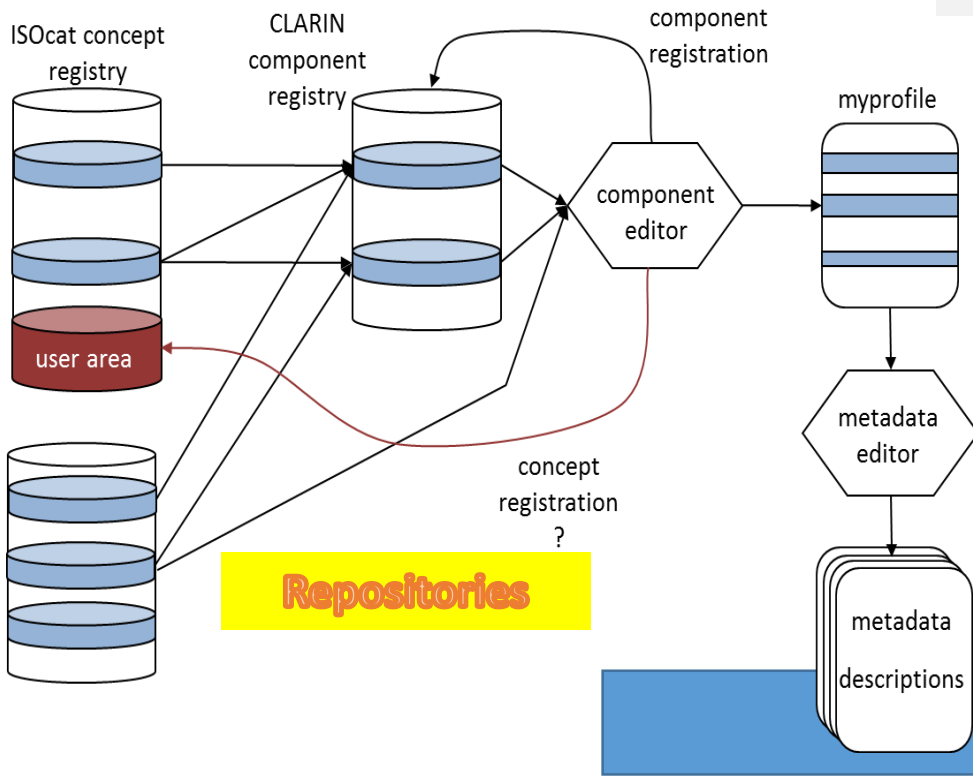 ISOcat concept
registry
CLARIN
component
registry
component
registration
myprofile
component
editor
user area
metadata
editor
concept
registration
?
Repositories
metadata
descriptions